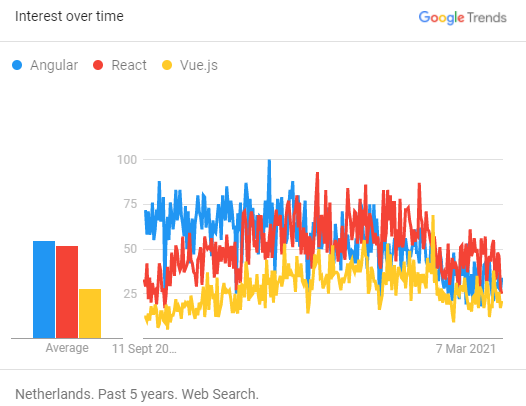 Interest over time
Google Trends
Angular React Vue.js
100
75
50
25
Average
11 Sept 20...
7 Mar 2021
Netherlands. Past 5 years. Web Search.